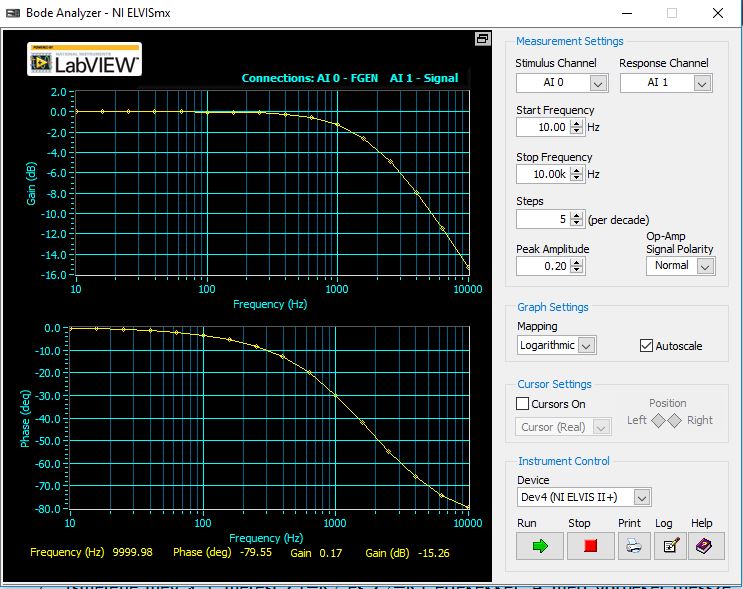 Bode Analyzer - NI ELVISmx
POWERED BY
NATIONAL INSTRUMENTS
LabVIEW™
Connections: AI 0 - FGEN AI 1 - Signal
Gain (dB)
2.0
0.0
-2.0
-4.0
-6.0
-8.0
-10.0
-12.0
-14.0
-16.0
10 100 1000 10000
Frequency (Hz)
Phase (deg)
0.0
-10.0
-20.0
-30.0
-40.0
-50.0
-60.0
-70.0
-80.0
10 100 1000 10000
Frequency (Hz)
Frequency (Hz) 9999.98 Phase (deg) -79.55 Gain 0.17 Gain (dB) -15.26
Measurement Settings
Stimulus Channel Response Channel
AI 0 AI 1
Start Frequency
10.00 Hz
Stop Frequency
10.00k Hz
Steps
5 (per decade)
Peak Amplitude
0.20
Op-Amp
Signal Polarity
Normal
Graph Settings
Mapping
Logarithmic Autoscale
Cursor Settings
Cursors On Position
Cursor (Real) Left Right
Instrument Control
Device
Dev4 (NI ELVIS II+)
Run Stop Print Log Help